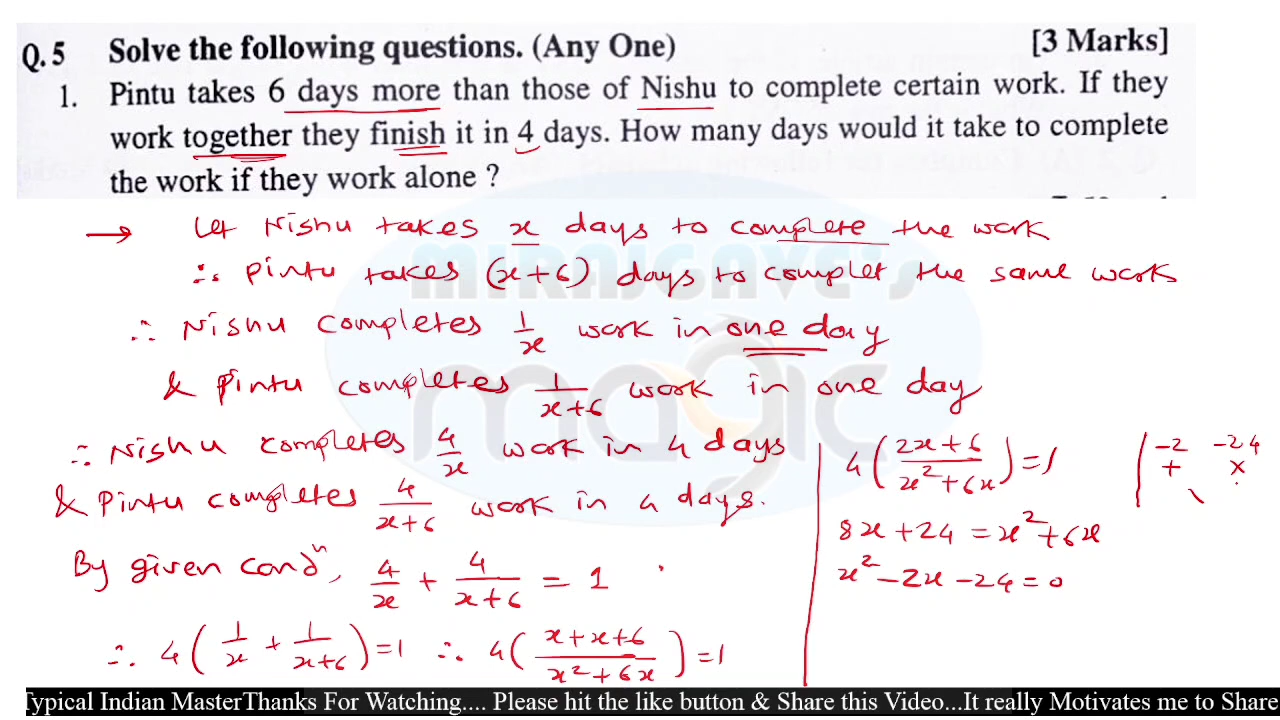 Q.5 Solve the following questions. (Any One) [3 Marks]
1. Pintu takes 6 days more than those of Nishu to complete certain work. If they
work together they finish it in 4 days. How many days would it take to complete
the work if they work alone ?
→ Let Nishu takes x days to complete the work
∴ Pintu takes (x+6) days to complet the same work
∴ Nishu completes 1/x work in one day
& Pintu completes 1/(x+6) work in one day
∴ Nishu completes 4/x work in 4 days
& Pintu completes 4/(x+6) work in 4 days.
By given condⁿ, 4/x + 4/(x+6) = 1
∴ 4(1/x + 1/(x+6)) = 1 ∴ 4((x+x+6)/(x²+6x)) = 1
4((2x+6)/(x²+6x)) = 1
8x + 24 = x² + 6x
x² - 2x - 24 = 0
-2 -24
+ x
MIRAJGAVE'S
magic
Typical Indian MasterThanks For Watching.... Please hit the like button & Share this Video...It really Motivates me to Share